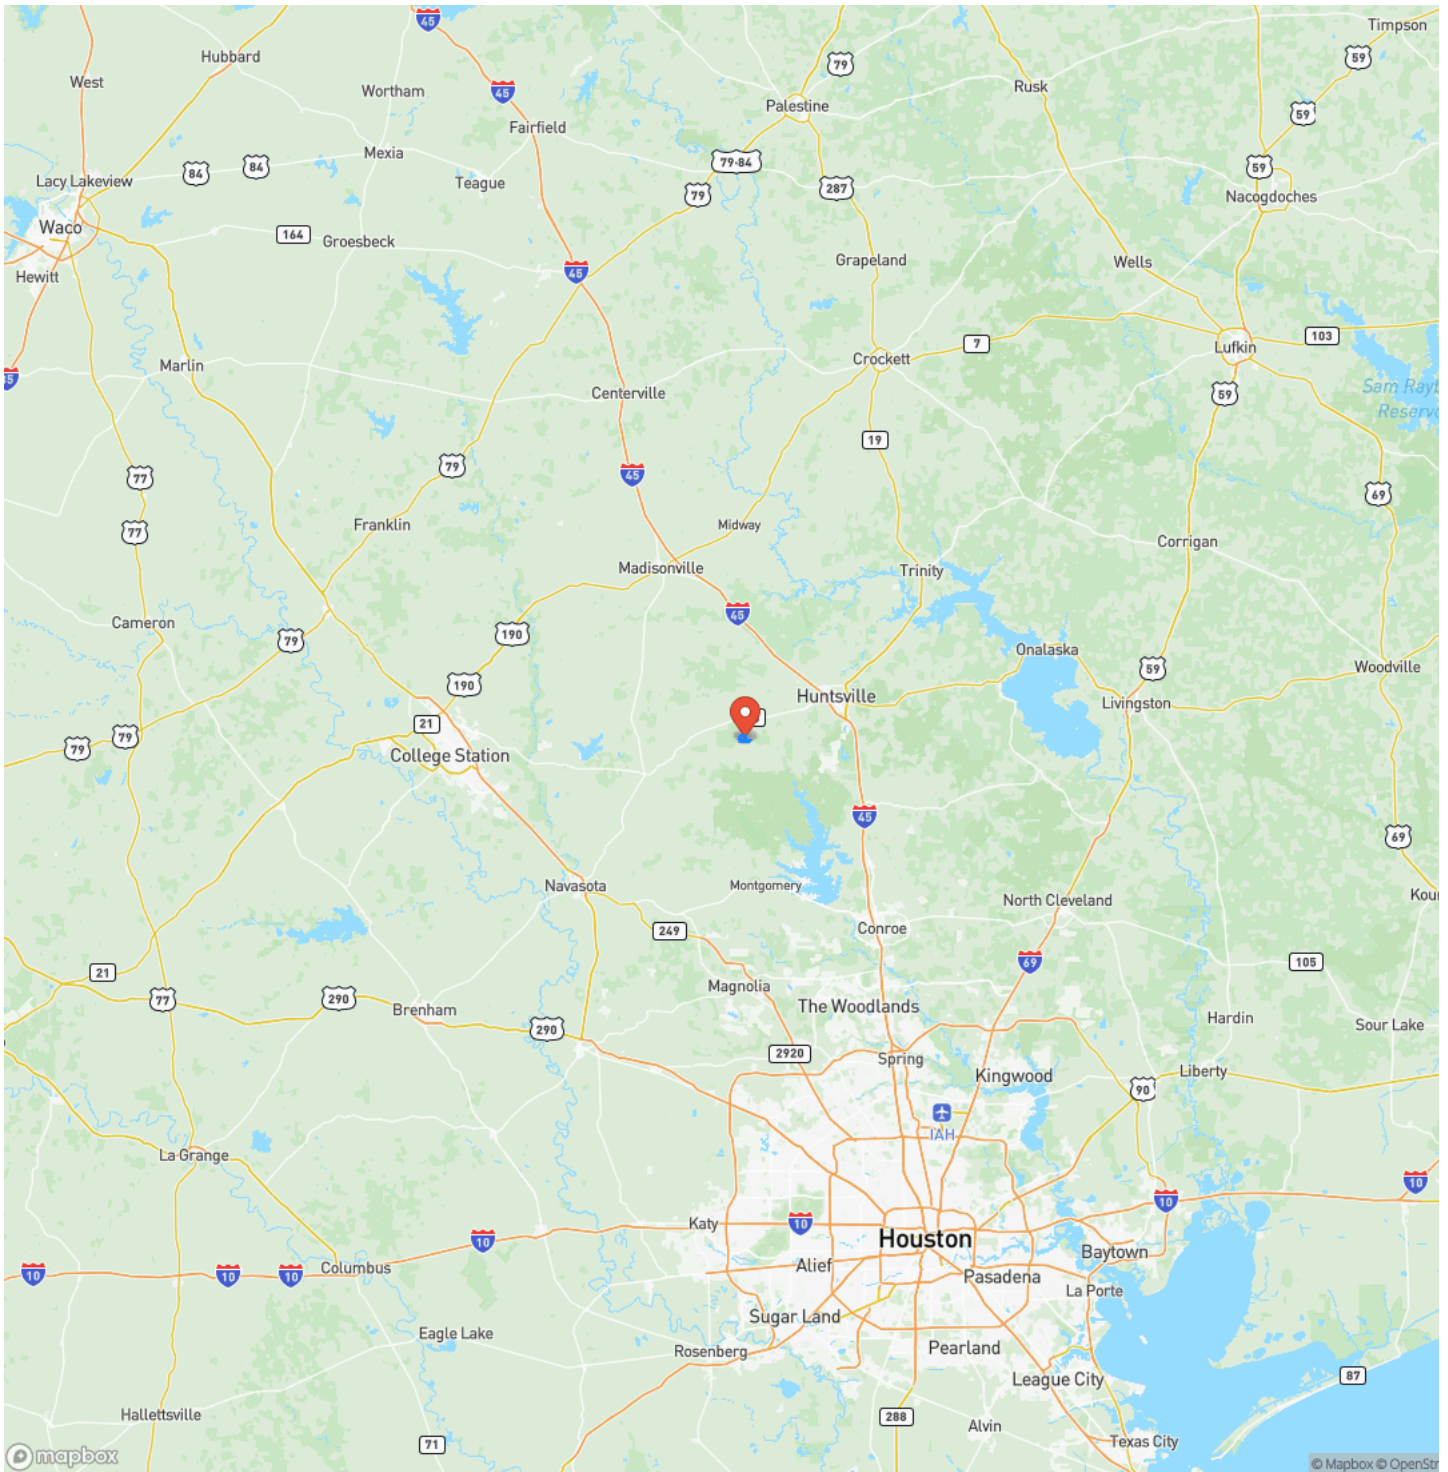 Timpson
45
Hubbard
79
59
West
Wortham
45
Rusk
Palestine
59
Fairfield
Mexia
79-84
84
84
59
Lacy Lakeview
Teague
79
287
Nacogdoches
Waco
164
Groesbeck
Grapeland
Wells
Hewitt
45
103
7
Lufkin
Crockett
Marlin
Centerville
59
Sam Rayb
Reservo
19
79
45
77
69
Franklin
Midway
77
Corrigan
Madisonville
Trinity
45
Cameron
190
79
Onalaska
59
Woodville
190
Huntsville
Livingston
21
79
79
College Station
45
69
Navasota
Montgomery
North Cleveland
Koun
249
Conroe
69
105
21
Magnolia
77
290
The Woodlands
Brenham
Hardin
290
Sour Lake
2920
Spring
Kingwood
Liberty
90
IAH
La Grange
10
10
Katy
10
10
Houston
Baytown
Alief
Columbus
10
10
10
Pasadena
La Porte
Sugar Land
Eagle Lake
Rosenberg
Pearland
87
League City
Hallettsville
288
Alvin
71
Texas City
mapbox
© Mapbox © OpenStr